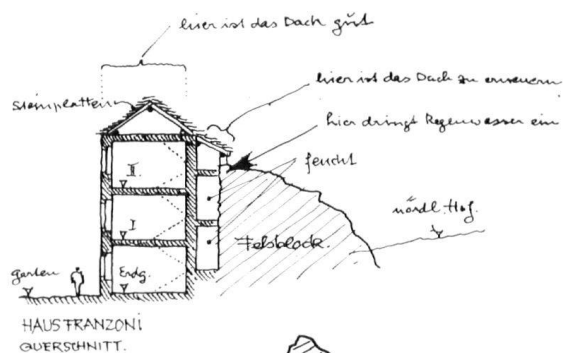 hier ist das Dach gut
Steinplatten
hier ist das Dach zu erneuern
hier dringt Regenwasser ein
feucht
II
nördl. Hof.
I
Felsblock.
garten
Erdg.
HAUS FRANZONI
QUERSCHNITT.